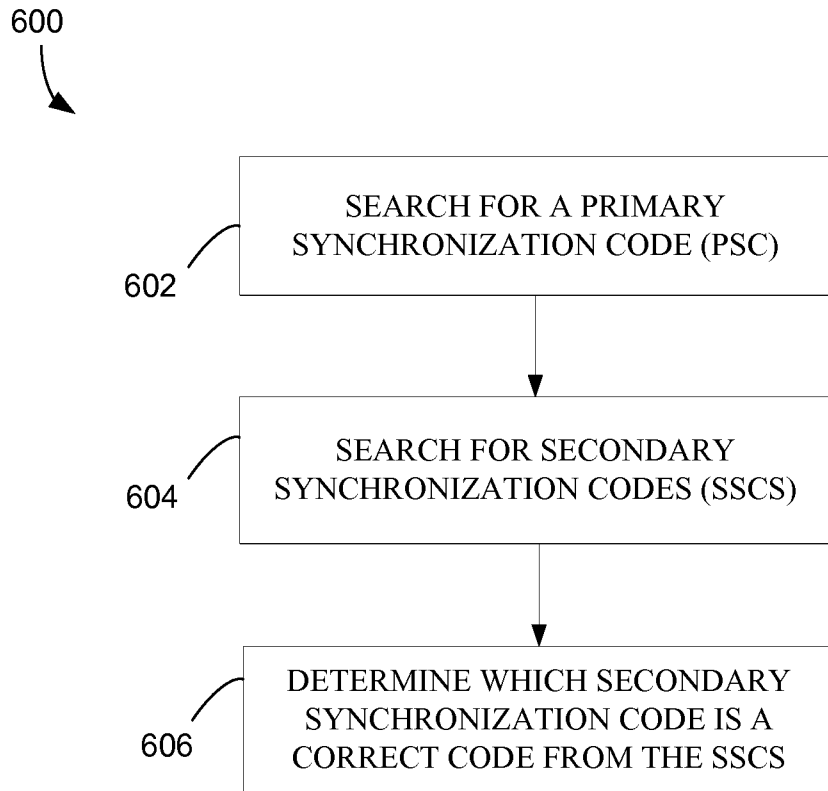 600
SEARCH FOR A PRIMARY
SYNCHRONIZATION CODE (PSC)
602
SEARCH FOR SECONDARY
SYNCHRONIZATION CODES (SSCS)
604
DETERMINE WHICH SECONDARY
SYNCHRONIZATION CODE IS A
CORRECT CODE FROM THE SSCS
606